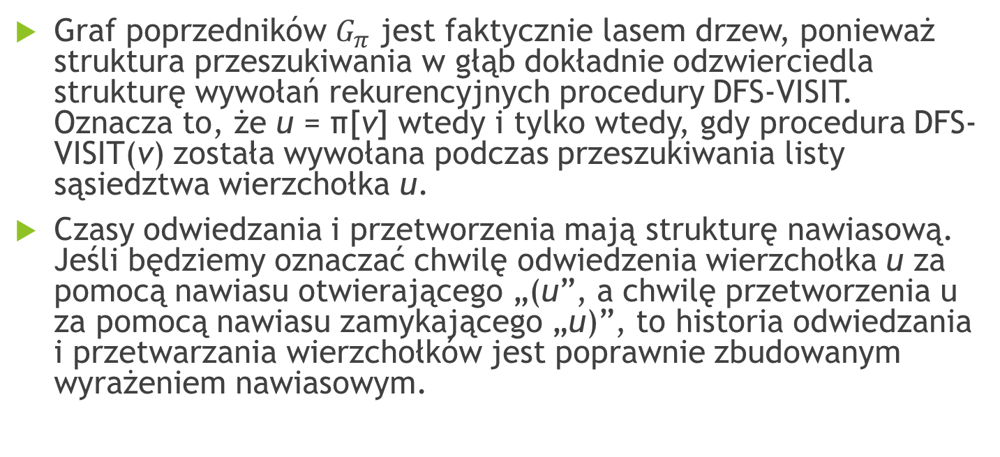 Graf poprzedników Gπ jest faktycznie lasem drzew, ponieważ
struktura przeszukiwania w głąb dokładnie odzwierciedla
strukturę wywołań rekurencyjnych procedury DFS-VISIT.
Oznacza to, że u = π[v] wtedy i tylko wtedy, gdy procedura DFS-
VISIT(v) została wywołana podczas przeszukiwania listy
sąsiedztwa wierzchołka u.
Czasy odwiedzania i przetworzenia mają strukturę nawiasową.
Jeśli będziemy oznaczać chwilę odwiedzenia wierzchołka u za
pomocą nawiasu otwierającego „(u”, a chwilę przetworzenia u
za pomocą nawiasu zamykającego „u)”, to historia odwiedzania
i przetwarzania wierzchołków jest poprawnie zbudowanym
wyrażeniem nawiasowym.